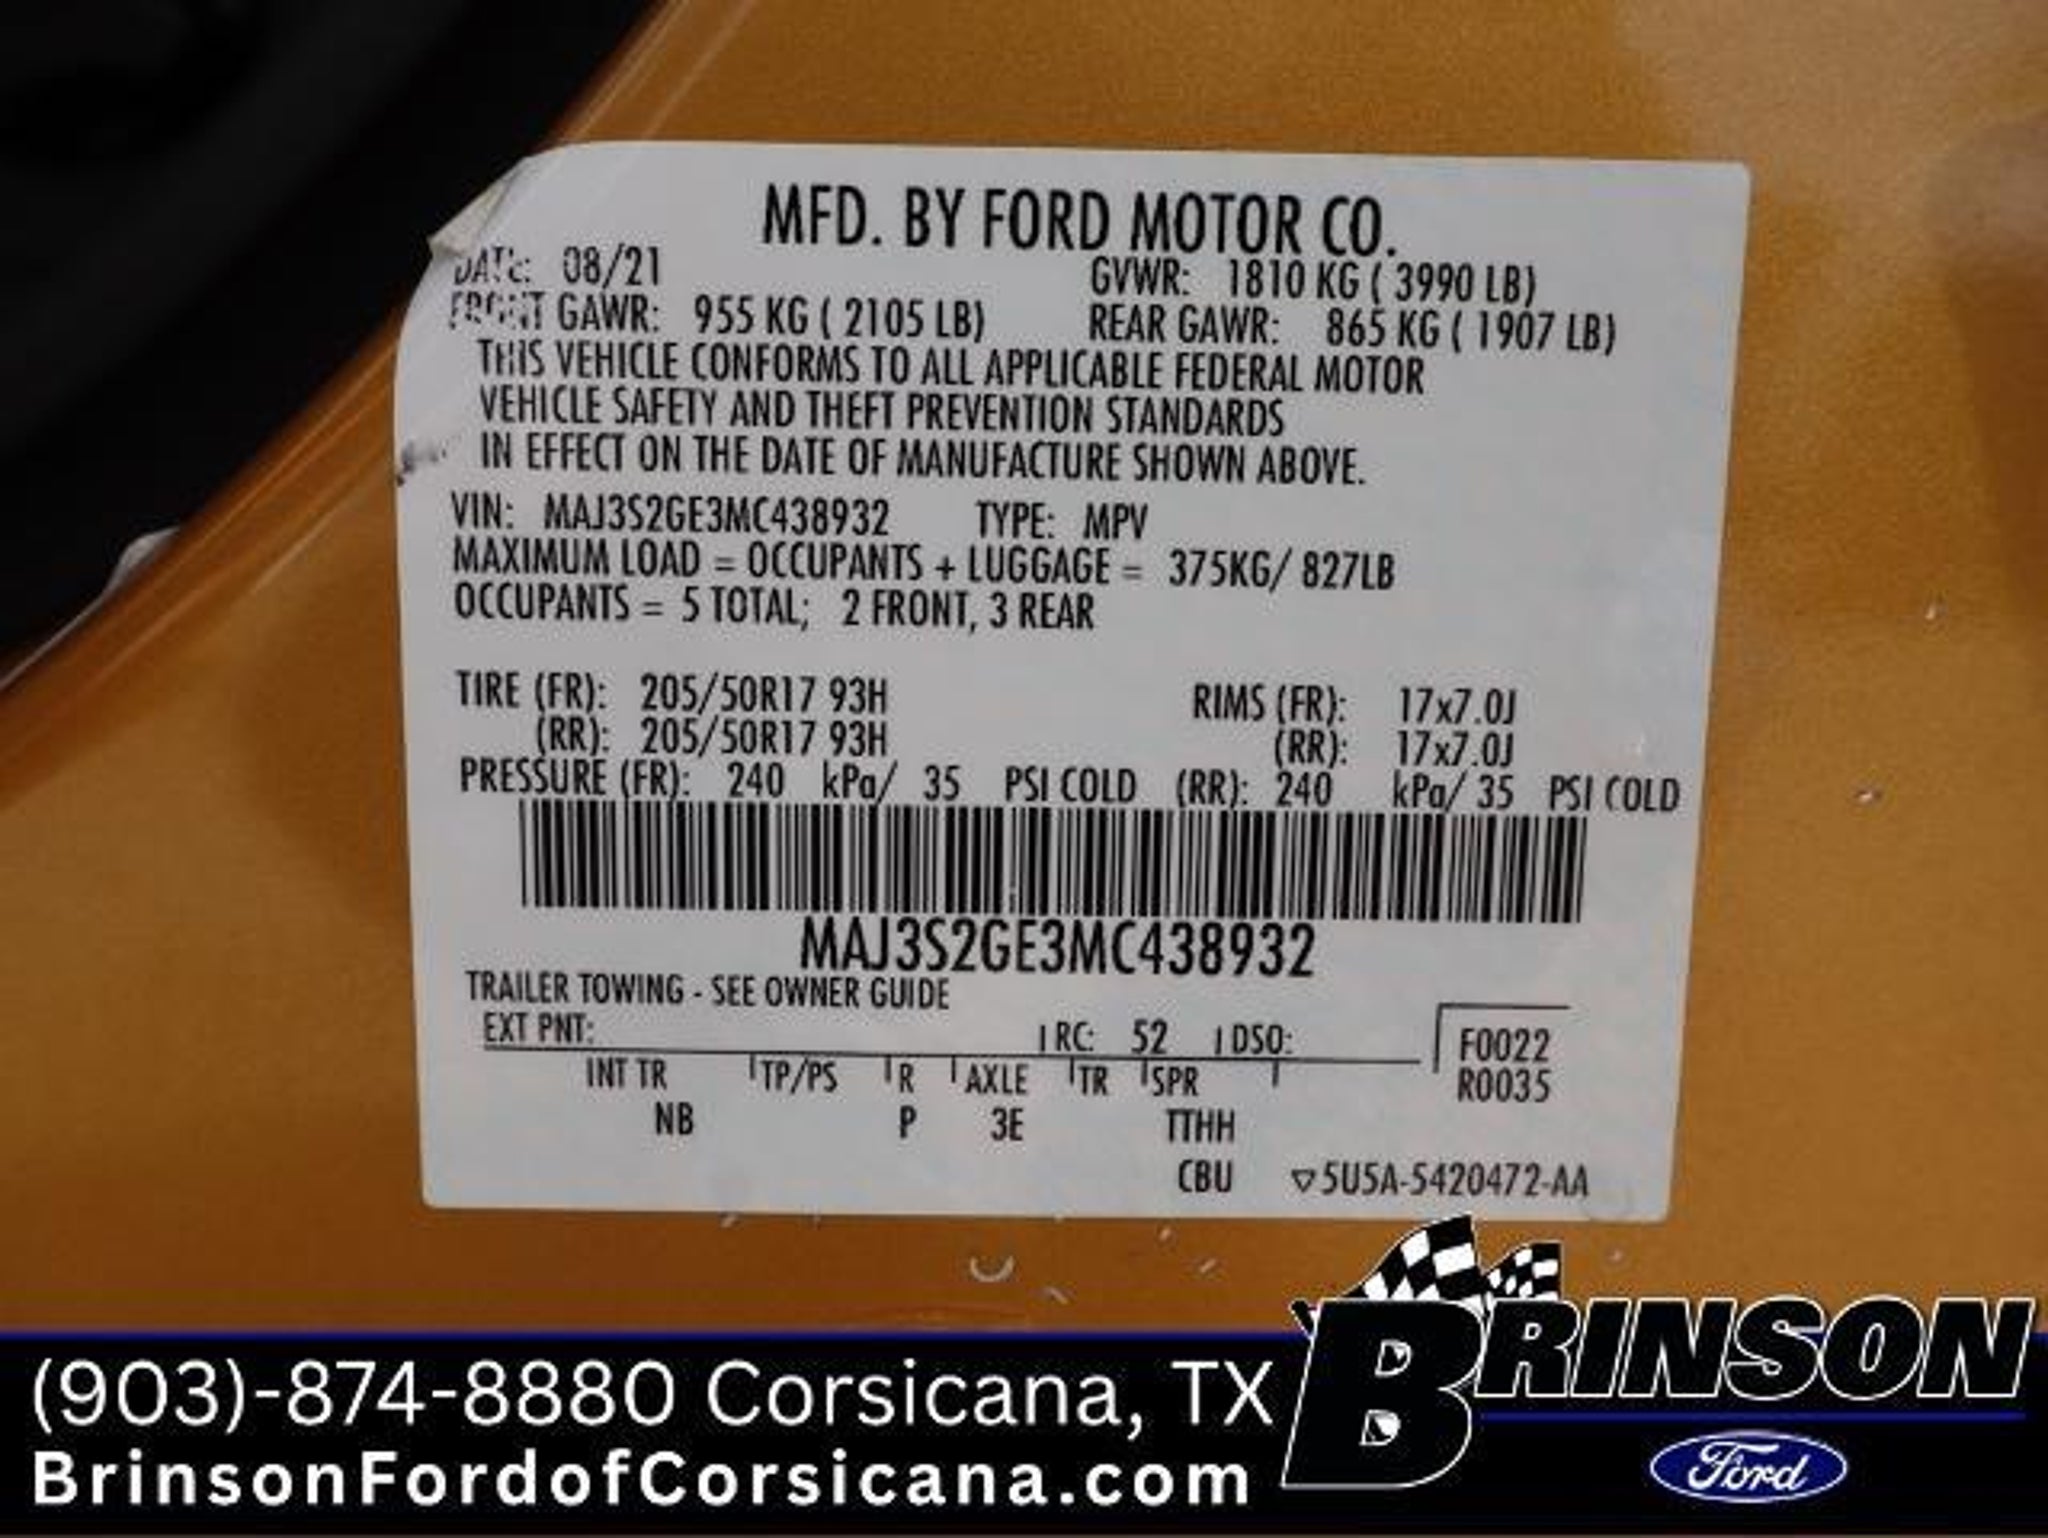 MFD. BY FORD MOTOR CO.
DATE: 08/21 GVWR: 1810 KG ( 3990 LB)
FRONT GAWR: 955 KG ( 2105 LB) REAR GAWR: 865 KG ( 1907 LB)
THIS VEHICLE CONFORMS TO ALL APPLICABLE FEDERAL MOTOR
VEHICLE SAFETY AND THEFT PREVENTION STANDARDS
IN EFFECT ON THE DATE OF MANUFACTURE SHOWN ABOVE.
VIN: MAJ3S2GE3MC438932 TYPE: MPV
MAXIMUM LOAD = OCCUPANTS + LUGGAGE = 375KG/ 827LB
OCCUPANTS = 5 TOTAL; 2 FRONT, 3 REAR
TIRE (FR): 205/50R17 93H RIMS (FR): 17x7.0J
(RR): 205/50R17 93H (RR): 17x7.0J
PRESSURE (FR): 240 kPa/ 35 PSI COLD (RR): 240 kPa/ 35 PSI COLD
MAJ3S2GE3MC438932
TRAILER TOWING - SEE OWNER GUIDE
EXT PNT: RC: 52 DSO: F0022
INT TR TP/PS R AXLE TR SPR R0035
NB P 3E TTHH
CBU ▽5U5A-5420472-AA
(903)-874-8880 Corsicana, TX
BrinsonFordofCorsicana.com
BRINSON
Ford